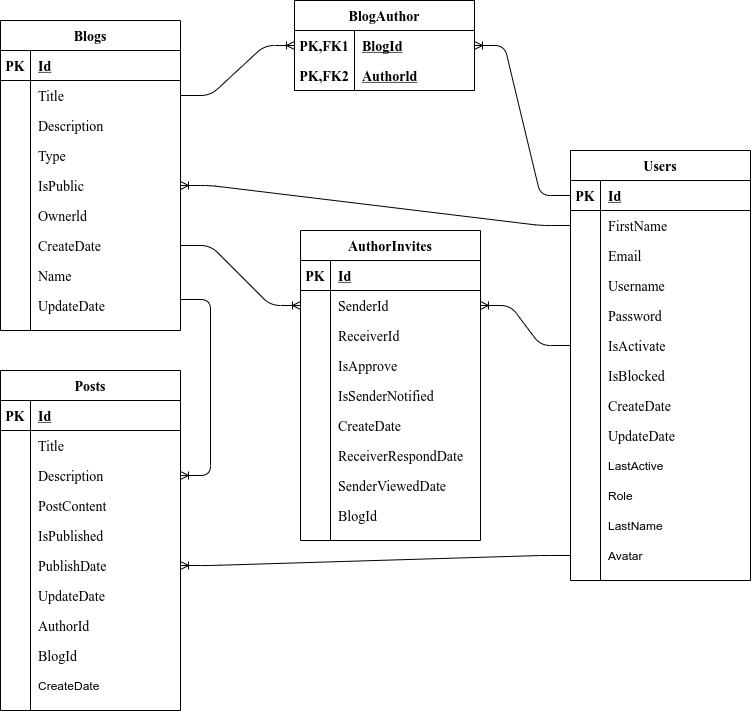 BlogAuthor
PK,FK1 BlogId
PK,FK2 AuthorId
Blogs
PK Id
Title
Description
Type
IsPublic
OwnerId
CreateDate
Name
UpdateDate
Users
PK Id
FirstName
Email
Username
Password
IsActivate
IsBlocked
CreateDate
UpdateDate
LastActive
Role
LastName
Avatar
AuthorInvites
PK Id
SenderId
ReceiverId
IsApprove
IsSenderNotified
CreateDate
ReceiverRespondDate
SenderViewedDate
BlogId
Posts
PK Id
Title
Description
PostContent
IsPublished
PublishDate
UpdateDate
AuthorId
BlogId
CreateDate